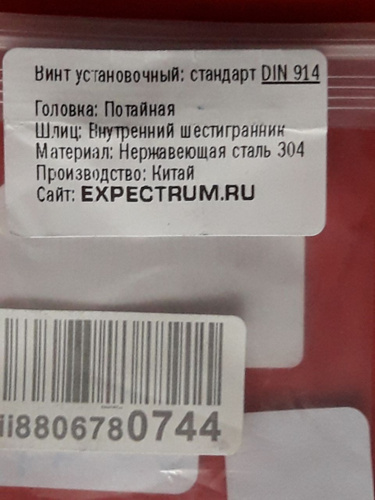 Винт установочный: стандарт DIN 914
Головка: Потайная
Шлиц: Внутренний шестигранник
Материал: Нержавеющая сталь 304
Производство: Китай
Сайт: EXPECTRUM.RU
ii8806780744